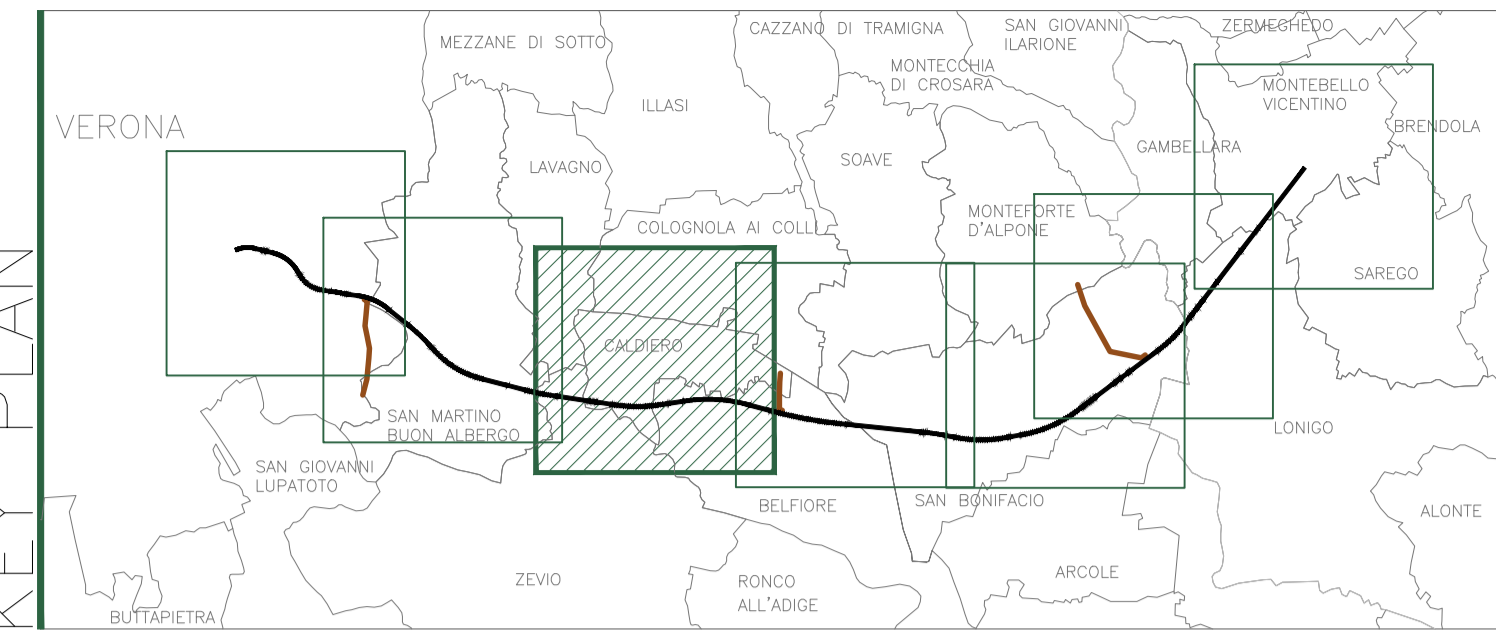 KEY PLAN
MEZZANE DI SOTTO
CAZZANO DI TRAMIGNA
SAN GIOVANNI
ILARIONE
ZERMEGHEDO
MONTECCHIA
DI CROSARA
MONTEBELLO
VICENTINO
ILLASI
VERONA
BRENDOLA
GAMBELLARA
SOAVE
LAVAGNO
MONTEFORTE
D'ALPONE
COLOGNOLA AI COLLI
SAREGO
CALDIERO
SAN MARTINO
BUON ALBERGO
LONIGO
SAN GIOVANNI
LUPATOTO
BELFIORE
SAN BONIFACIO
ALONTE
ZEVIO
RONCO
ALL'ADIGE
ARCOLE
BUTTAPIETRA